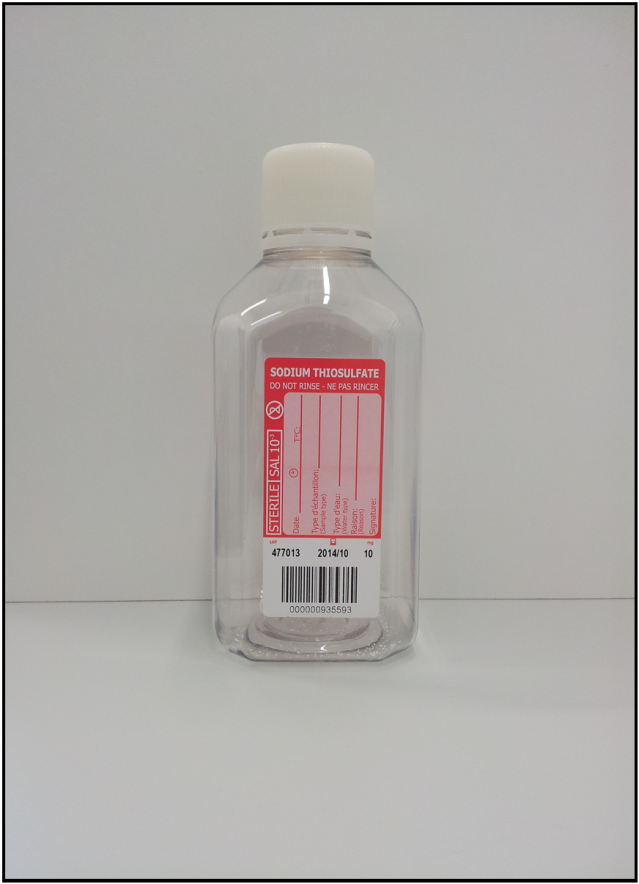 SODIUM THIOSULFATE
DO NOT RINSE - NE PAS RINCER
STERILE SAL 10⁻³
Date:
T°C:
Type d'échantillon:
(Sample type)
Type d'eau:
(Water type)
Raison:
(Reason)
Signature:
LOT
mg
477013 2014/10 10
000000935593